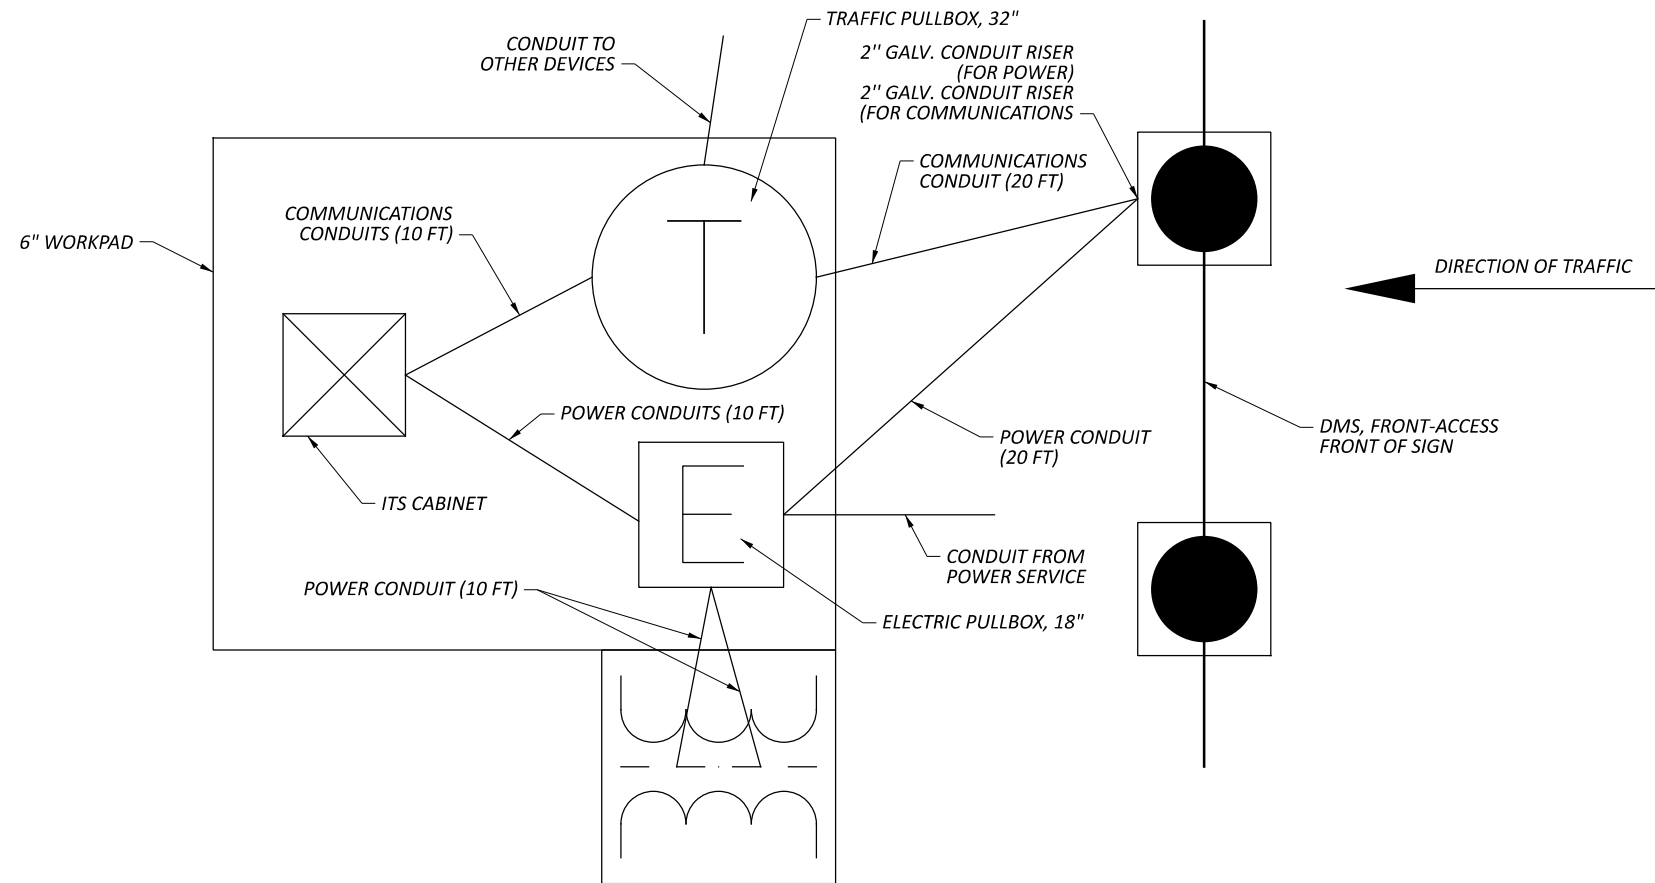 TRAFFIC PULLBOX, 32"
CONDUIT TO
OTHER DEVICES
2'' GALV. CONDUIT RISER
(FOR POWER)
2'' GALV. CONDUIT RISER
(FOR COMMUNICATIONS
COMMUNICATIONS
CONDUIT (20 FT)
COMMUNICATIONS
CONDUITS (10 FT)
6" WORKPAD
T
DIRECTION OF TRAFFIC
POWER CONDUITS (10 FT)
DMS, FRONT-ACCESS
FRONT OF SIGN
POWER CONDUIT
(20 FT)
ITS CABINET
E
CONDUIT FROM
POWER SERVICE
POWER CONDUIT (10 FT)
ELECTRIC PULLBOX, 18"